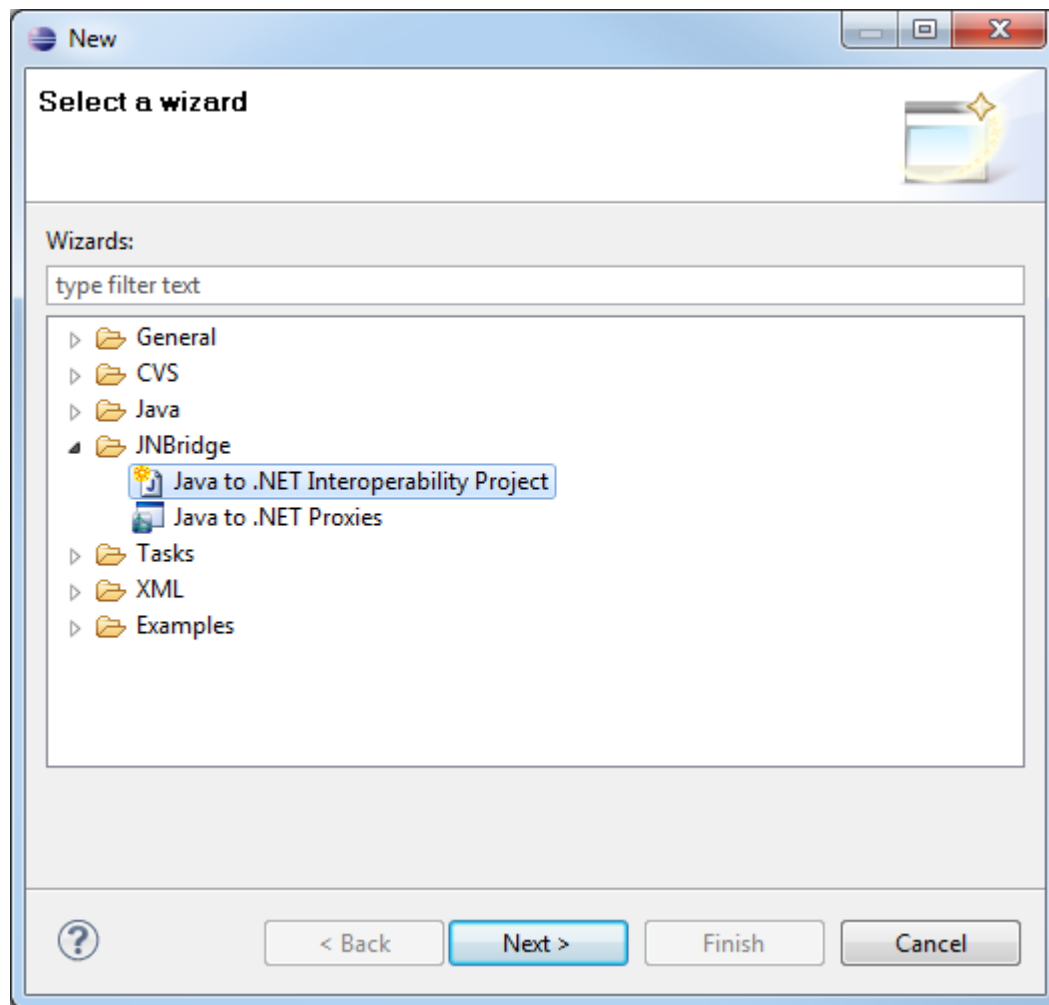 New
Select a wizard
Wizards:
type filter text
General
CVS
Java
JNBridge
Java to .NET Interoperability Project
Java to .NET Proxies
Tasks
XML
Examples
< Back Next > Finish Cancel